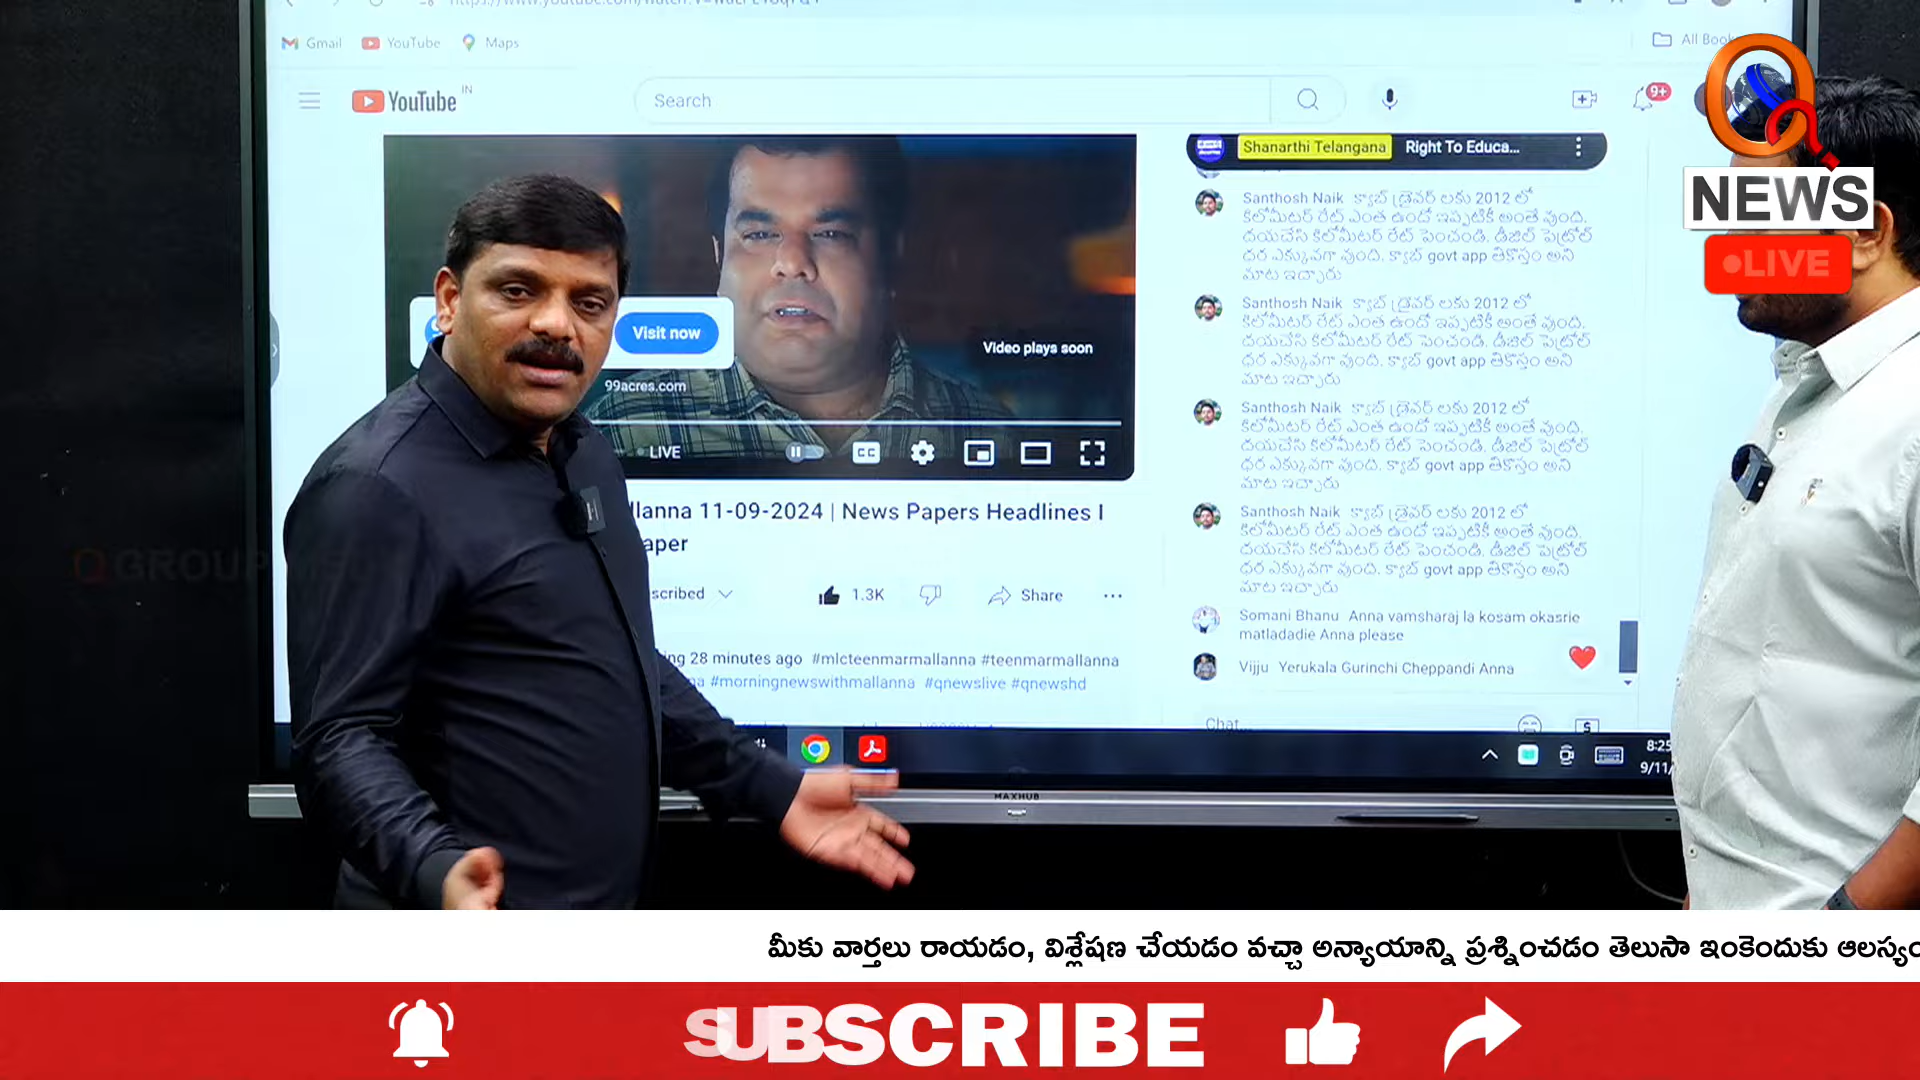 Gmail YouTube Maps
All Book
YouTube IN
Search
9+
Shanarthi Telangana Right To Educa...
NEWS
LIVE
Santhosh Naik క్యాబ్ డ్రైవర్ లకు 2012 లో
కిలోమీటర్ రేట్ ఎంత ఉందో ఇప్పటికీ అంతే వుంది.
దయచేసి కిలోమీటర్ రేట్ పెంచండి. డీజిల్ పెట్రోల్
ధర ఎక్కువగా వుంది. క్యాబ్ govt app తీకొస్తం అని
మాట ఇచ్చారు
Santhosh Naik క్యాబ్ డ్రైవర్ లకు 2012 లో
కిలోమీటర్ రేట్ ఎంత ఉందో ఇప్పటికీ అంతే వుంది.
దయచేసి కిలోమీటర్ రేట్ పెంచండి. డీజిల్ పెట్రోల్
ధర ఎక్కువగా వుంది. క్యాబ్ govt app తీకొస్తం అని
మాట ఇచ్చారు
Santhosh Naik క్యాబ్ డ్రైవర్ లకు 2012 లో
కిలోమీటర్ రేట్ ఎంత ఉందో ఇప్పటికీ అంతే వుంది.
దయచేసి కిలోమీటర్ రేట్ పెంచండి. డీజిల్ పెట్రోల్
ధర ఎక్కువగా వుంది. క్యాబ్ govt app తీకొస్తం అని
మాట ఇచ్చారు
Santhosh Naik క్యాబ్ డ్రైవర్ లకు 2012 లో
కిలోమీటర్ రేట్ ఎంత ఉందో ఇప్పటికీ అంతే వుంది.
దయచేసి కిలోమీటర్ రేట్ పెంచండి. డీజిల్ పెట్రోల్
ధర ఎక్కువగా వుంది. క్యాబ్ govt app తీకొస్తం అని
మాట ఇచ్చారు
Somani Bhanu Anna vamsharaj la kosam okasrie
matladadie Anna please
Vijju Yerukala Gurinchi Cheppandi Anna
Chat...
Visit now
Video plays soon
99acres.com
LIVE
CC
llanna 11-09-2024 | News Papers Headlines I
aper
scribed 1.3K Share
ng 28 minutes ago #mlcteenmarmallanna #teenmarmallanna
na #morningnewswithmallanna #qnewslive #qnewshd
8:25
9/11/
MAXHUB
GROUP
మీకు వార్తలు రాయడం, విశ్లేషణ చేయడం వచ్చా అన్యాయాన్ని ప్రశ్నించడం తెలుసా ఇంకెందుకు ఆలస్యం
SUBSCRIBE